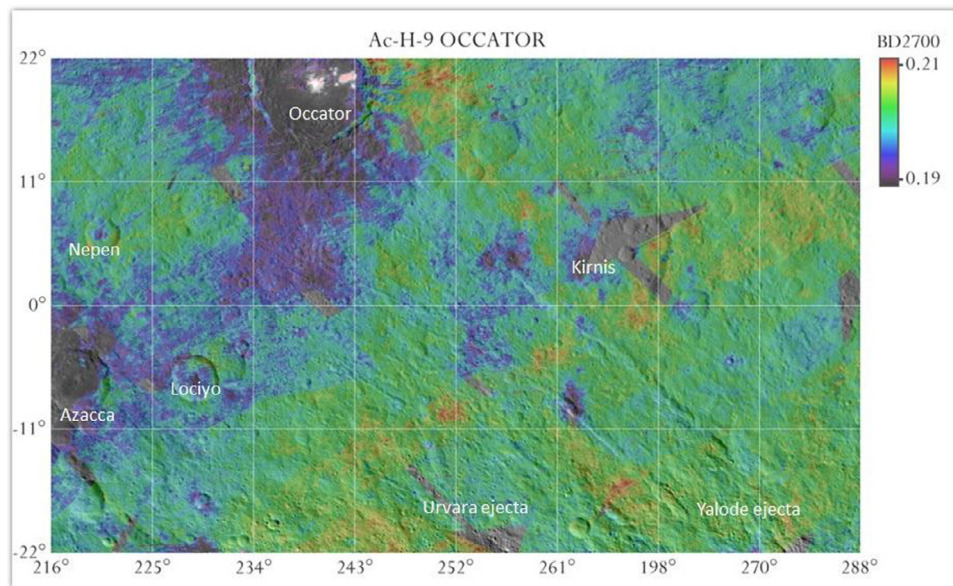 Ac-H-9 OCCATOR
BD2700
22°
0.21
Occator
11°
0.19
Nepen
Kirnis
0°
Lociyo
Azacca
-11°
Urvara ejecta
Yalode ejecta
-22°
216° 225° 234° 243° 252° 261° 198° 270° 288°